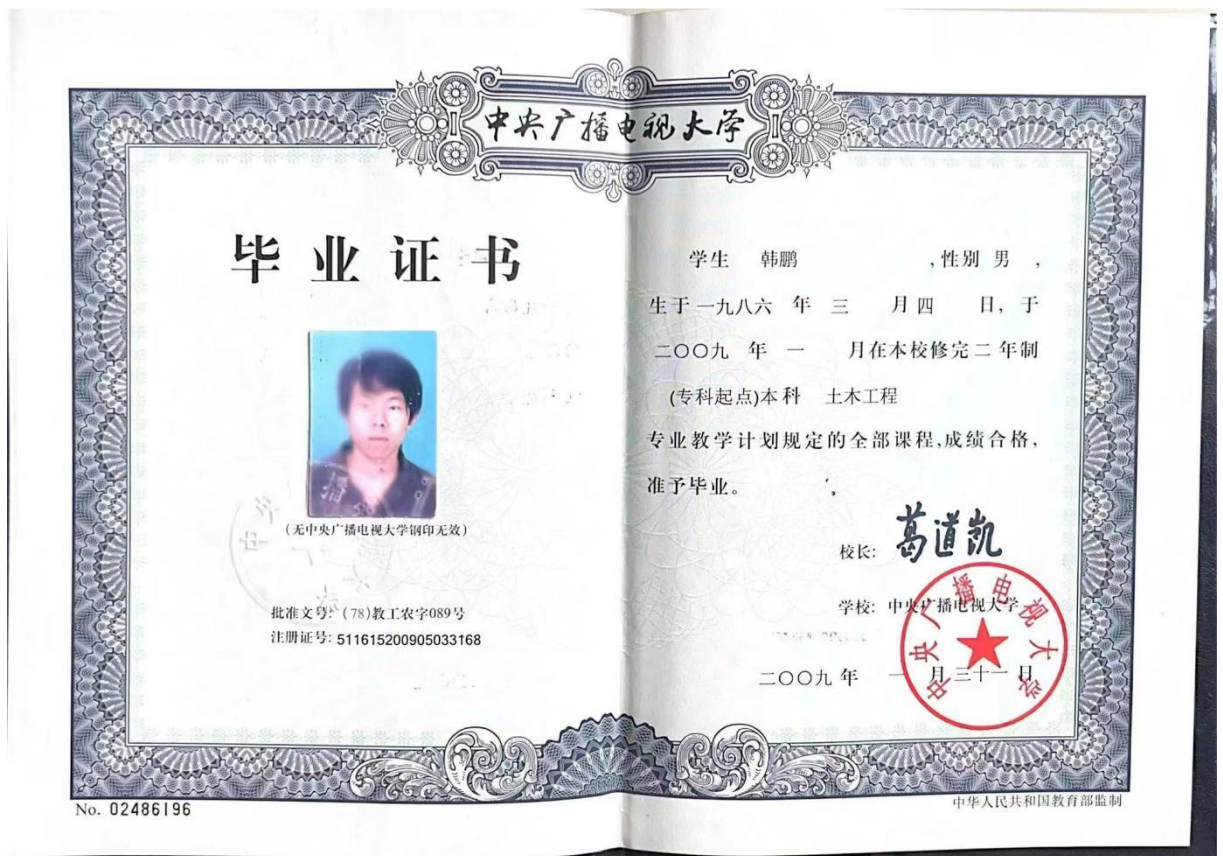 中央广播电视大学
毕业证书
(无中央广播电视大学钢印无效)
批准文号: (78)教工农字089号
注册证号: 511615200905033168
No. 02486196
学生 韩鹏 ,性别 男 ,
生于一九八六 年 三 月四 日, 于
二〇〇九 年 一 月在本校修完二 年制
(专科起点)本科 土木工程
专业教学计划规定的全部课程,成绩合格,
准予毕业。
校长: 葛道凯
学校: 中央广播电视大学
二〇〇九 年 一 月三十一 日
中央广播电视大学
中华人民共和国教育部监制